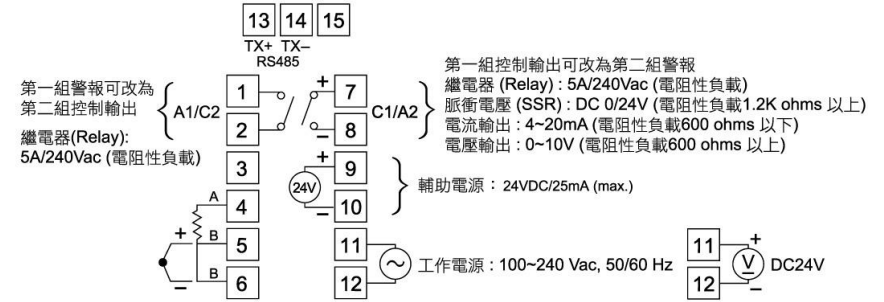 13 14 15
TX+ TX–
RS485
第一組警報可改為
第二組控制輸出
A1/C2
繼電器(Relay):
5A/240Vac (電阻性負載)
1
2
3
A 4
+ B 5
– B 6
+ 7
– 8
C1/A2
第一組控制輸出可改為第二組警報
繼電器 (Relay) : 5A/240Vac (電阻性負載)
脈衝電壓 (SSR) : DC 0/24V (電阻性負載1.2K ohms 以上)
電流輸出 : 4~20mA (電阻性負載600 ohms 以下)
電壓輸出 : 0~10V (電阻性負載600 ohms 以上)
+ 9
24V
– 10
輔助電源 : 24VDC/25mA (max.)
11
12
工作電源 : 100~240 Vac, 50/60 Hz
11 +
V DC24V
12 –